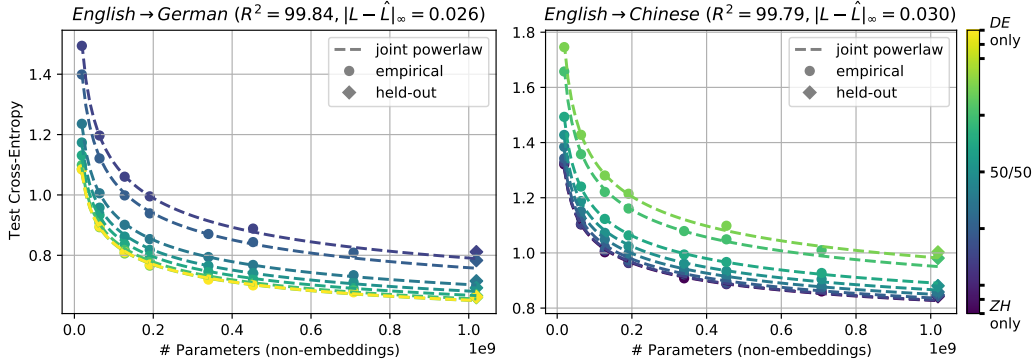 English → German (R² = 99.84, |L − L̂|∞ = 0.026)
English → Chinese (R² = 99.79, |L − L̂|∞ = 0.030)
Test Cross-Entropy
1.4
1.2
1.0
0.8
joint powerlaw
empirical
held-out
0.0
0.2
0.4
0.6
0.8
1.0
1e9
# Parameters (non-embeddings)
1.8
1.6
1.4
1.2
1.0
0.8
joint powerlaw
empirical
held-out
0.0
0.2
0.4
0.6
0.8
1.0
1e9
# Parameters (non-embeddings)
DE
only
50/50
ZH
only